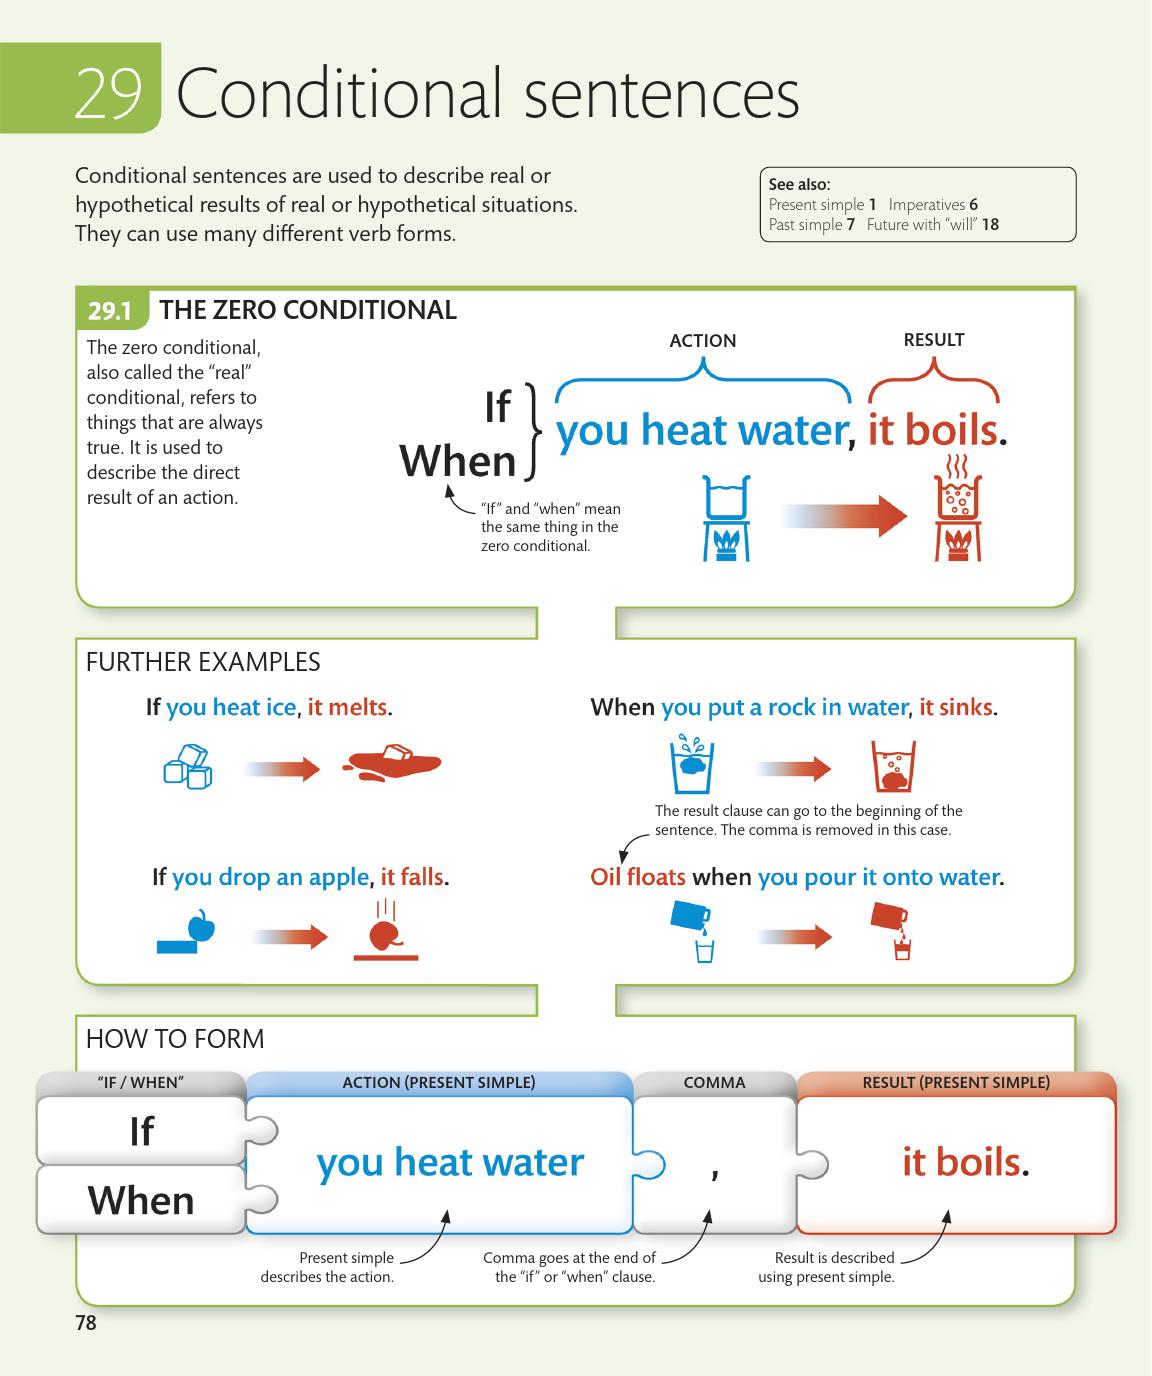 29 Conditional sentences
Conditional sentences are used to describe real or
hypothetical results of real or hypothetical situations.
They can use many different verb forms.
See also:
Present simple 1 Imperatives 6
Past simple 7 Future with “will” 18
29.1 THE ZERO CONDITIONAL
The zero conditional,
also called the “real”
conditional, refers to
things that are always
true. It is used to
describe the direct
result of an action.
ACTION
RESULT
If
When
you heat water, it boils.
“If” and “when” mean
the same thing in the
zero conditional.
FURTHER EXAMPLES
If you heat ice, it melts.
When you put a rock in water, it sinks.
The result clause can go to the beginning of the
sentence. The comma is removed in this case.
If you drop an apple, it falls.
Oil floats when you pour it onto water.
HOW TO FORM
“IF / WHEN”
ACTION (PRESENT SIMPLE)
COMMA
RESULT (PRESENT SIMPLE)
If
When
you heat water
,
it boils.
Present simple
describes the action.
Comma goes at the end of
the “if” or “when” clause.
Result is described
using present simple.
78